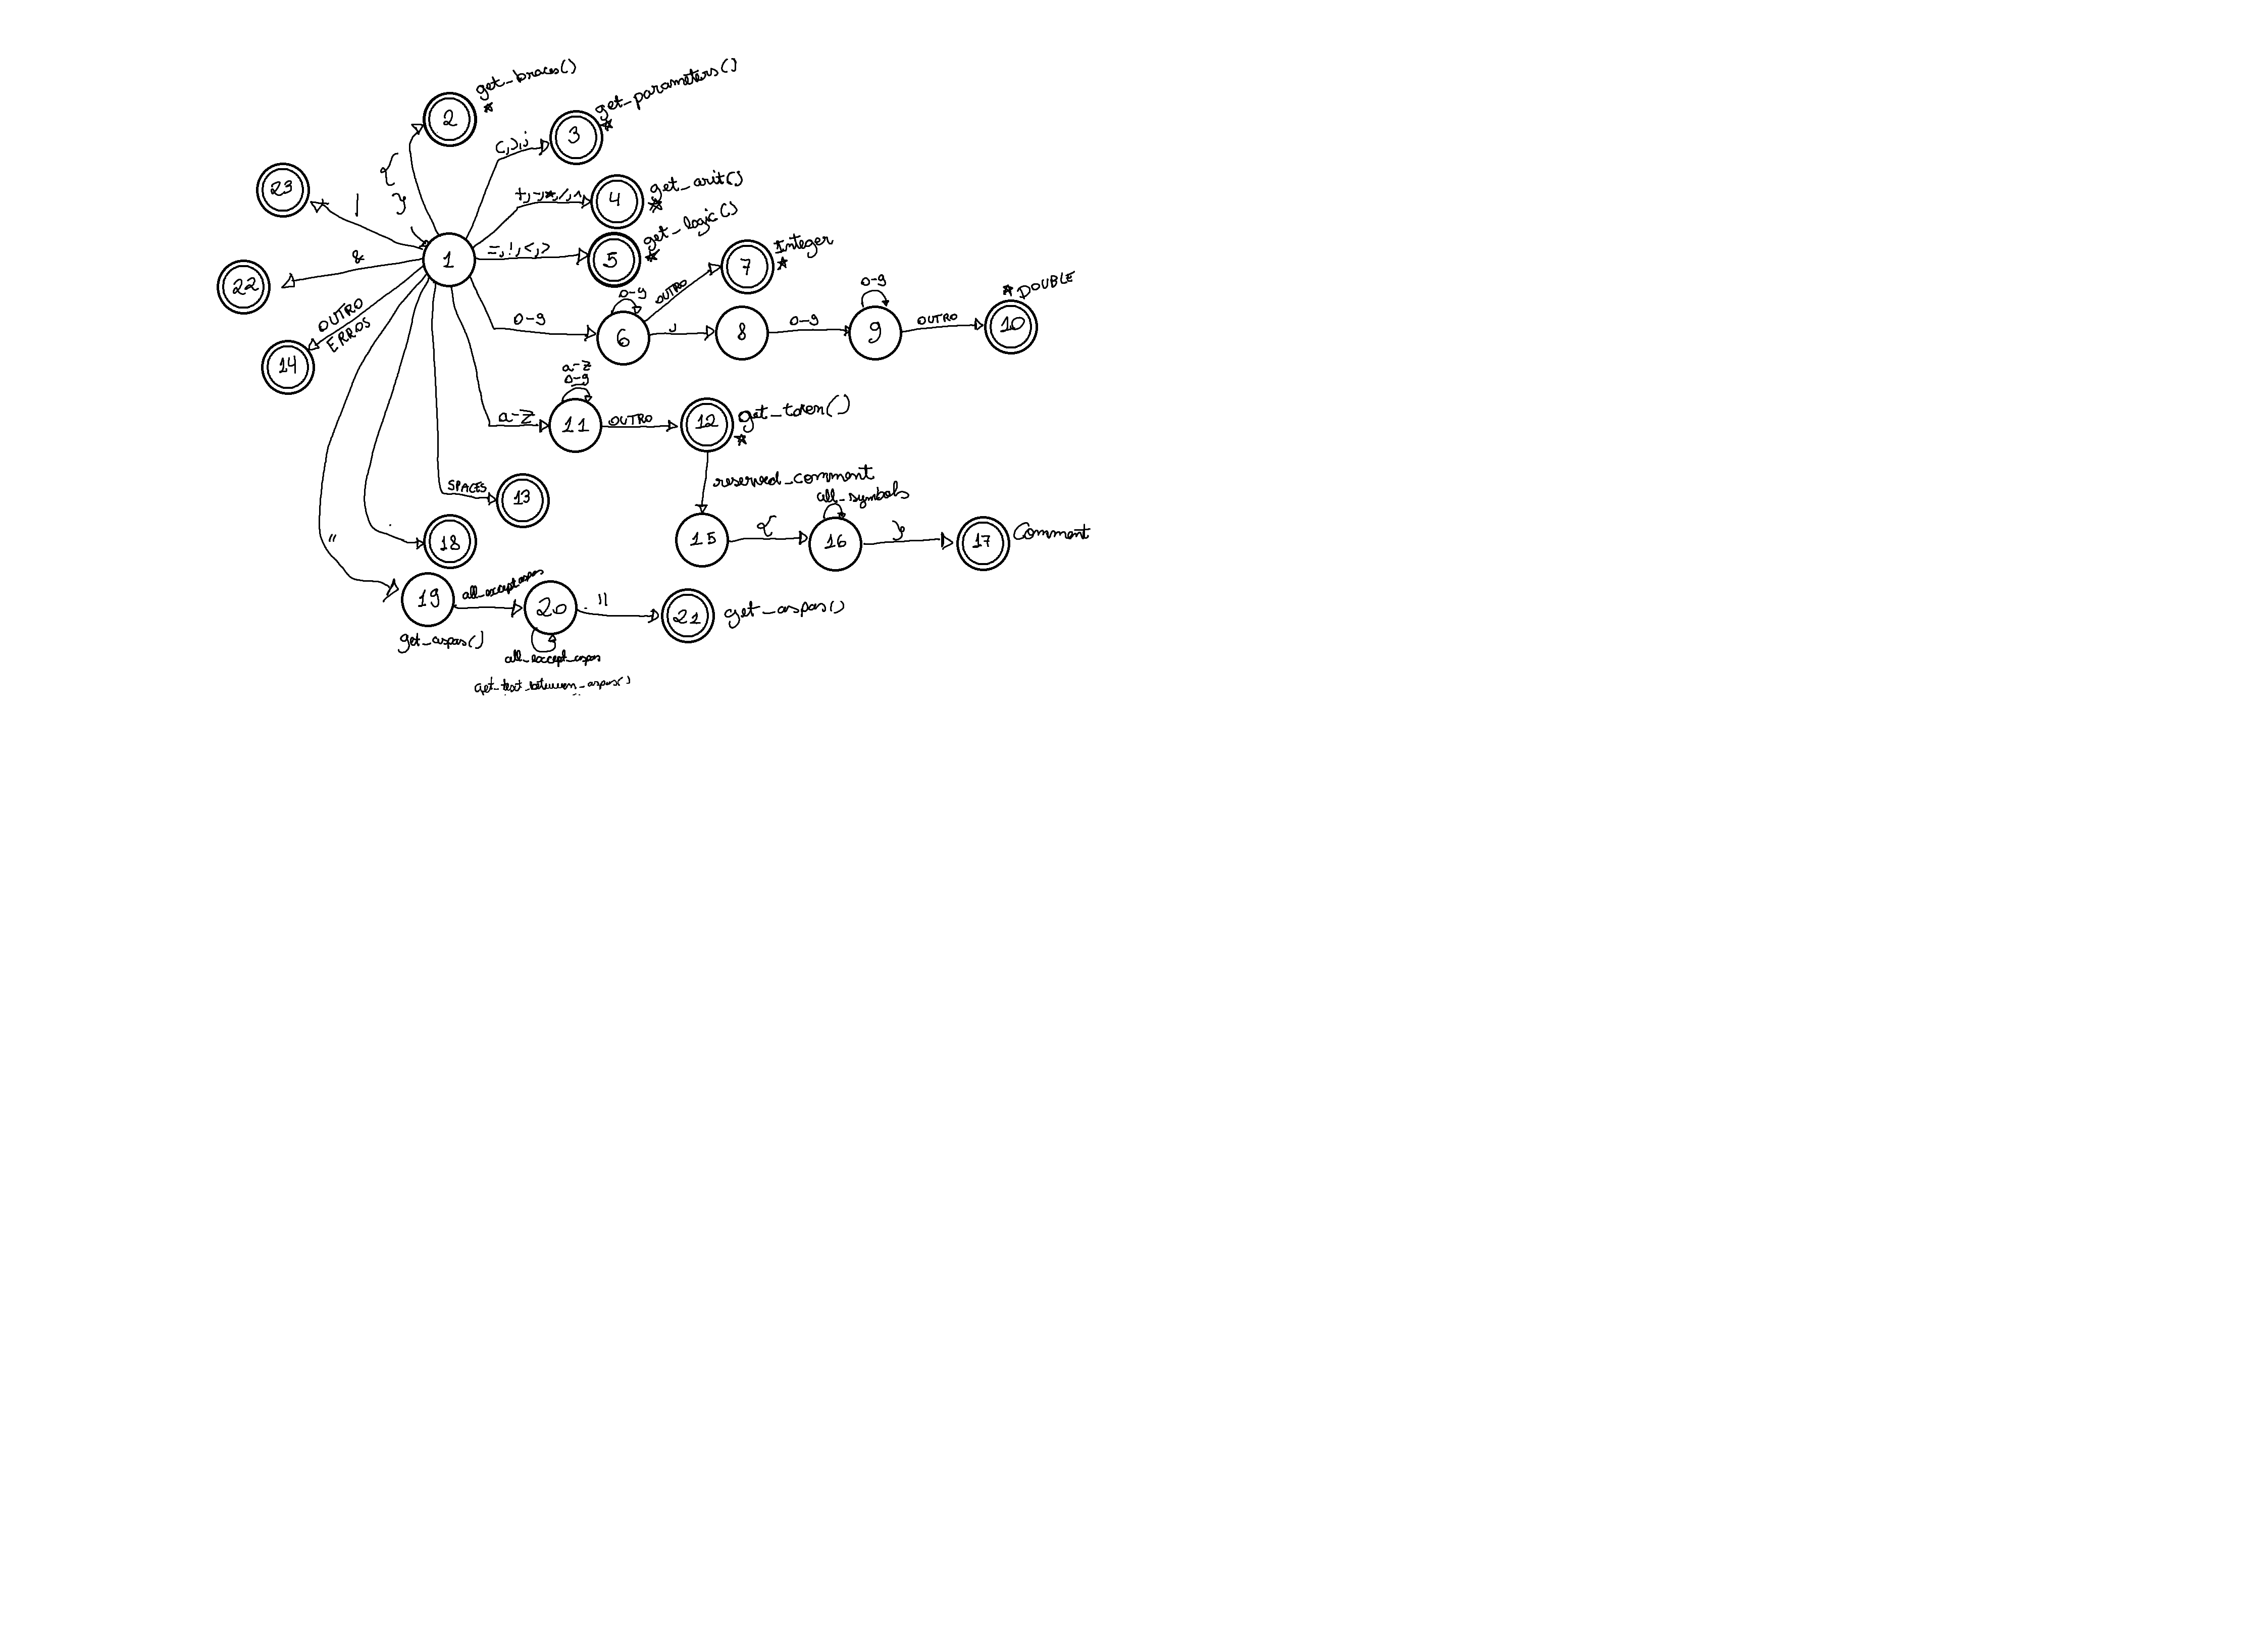 get_braces()
2 *
get_parameters()
3 *
(,),;
23
|
{
}
+,-,*,/,^
4
get_arit()
*
get_logic()
1
=,!,<,>
5 *
Integer
7 *
&
22
0-9
OUTRO
0-9
* DOUBLE
OUTRO
ERROS
0-9
6
,
8
0-9
9
OUTRO
10
14
a-z
0-9
a-z
11
OUTRO
12
get_token()
*
reserved_comment
SPACES
13
all_symbols
.
18
"
15
{
16
}
17
Comment
19
all_except_aspas
20
"
21
get_aspas()
get_aspas()
all_except_aspas
get_text_between_aspas()